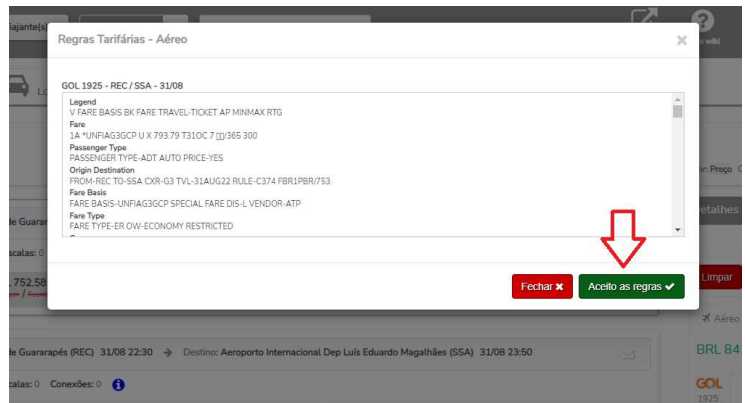 Regras Tarifárias - Aéreo
GOL 1925 - REC / SSA - 31/08
Legend
V FARE BASIS BK FARE TRAVEL-TICKET AP MINMAX RTG
Fare
1A *UNFIAG3GCP U X 793.79 T31OC 7 ▯▯/365 300
Passenger Type
PASSENGER TYPE-ADT AUTO PRICE-YES
Origin Destination
FROM-REC TO-SSA CXR-G3 TVL-31AUG22 RULE-C374 FBR1PBR/753
Fare Basis
FARE BASIS-UNFIAG3GCP SPECIAL FARE DIS-L VENDOR-ATP
Fare Type
FARE TYPE-ER OW-ECONOMY RESTRICTED
Fechar ✖
Aceito as regras ✔
or: Preço
etalhes
de Guarar
scalas: 0
752.58
Limpar
Aéreo
de Guararapés (REC) 31/08 22:30 → Destino: Aeroporto Internacional Dep Luís Eduardo Magalhães (SSA) 31/08 23:50
BRL 84
scalas: 0 Conexões: 0
GOL
1925